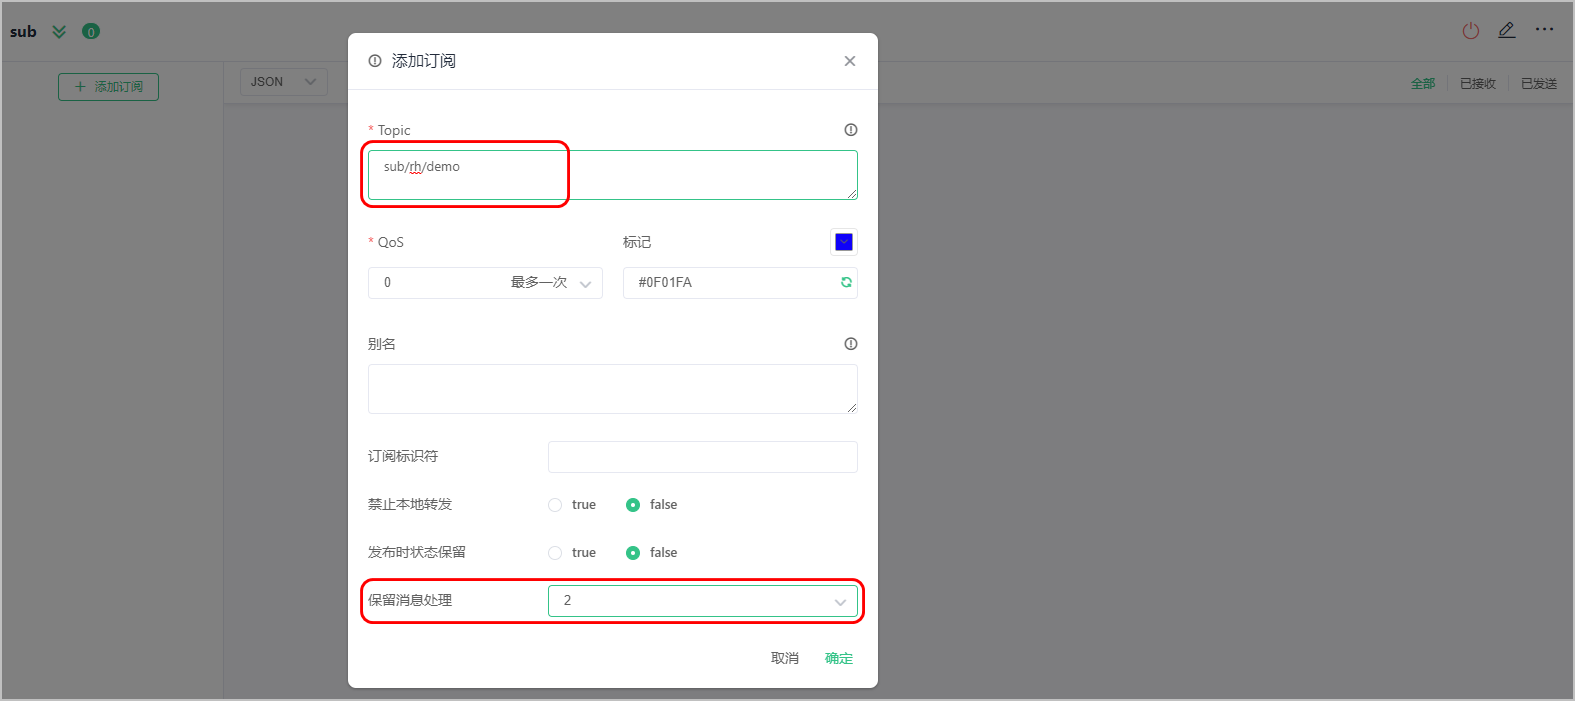 sub 0
添加订阅
JSON
全部 已接收 已发送
添加订阅
* Topic
sub/rh/demo
* QoS 标记
0 最多一次 #0F01FA
别名
订阅标识符
禁止本地转发 true false
发布时状态保留 true false
保留消息处理 2
取消 确定